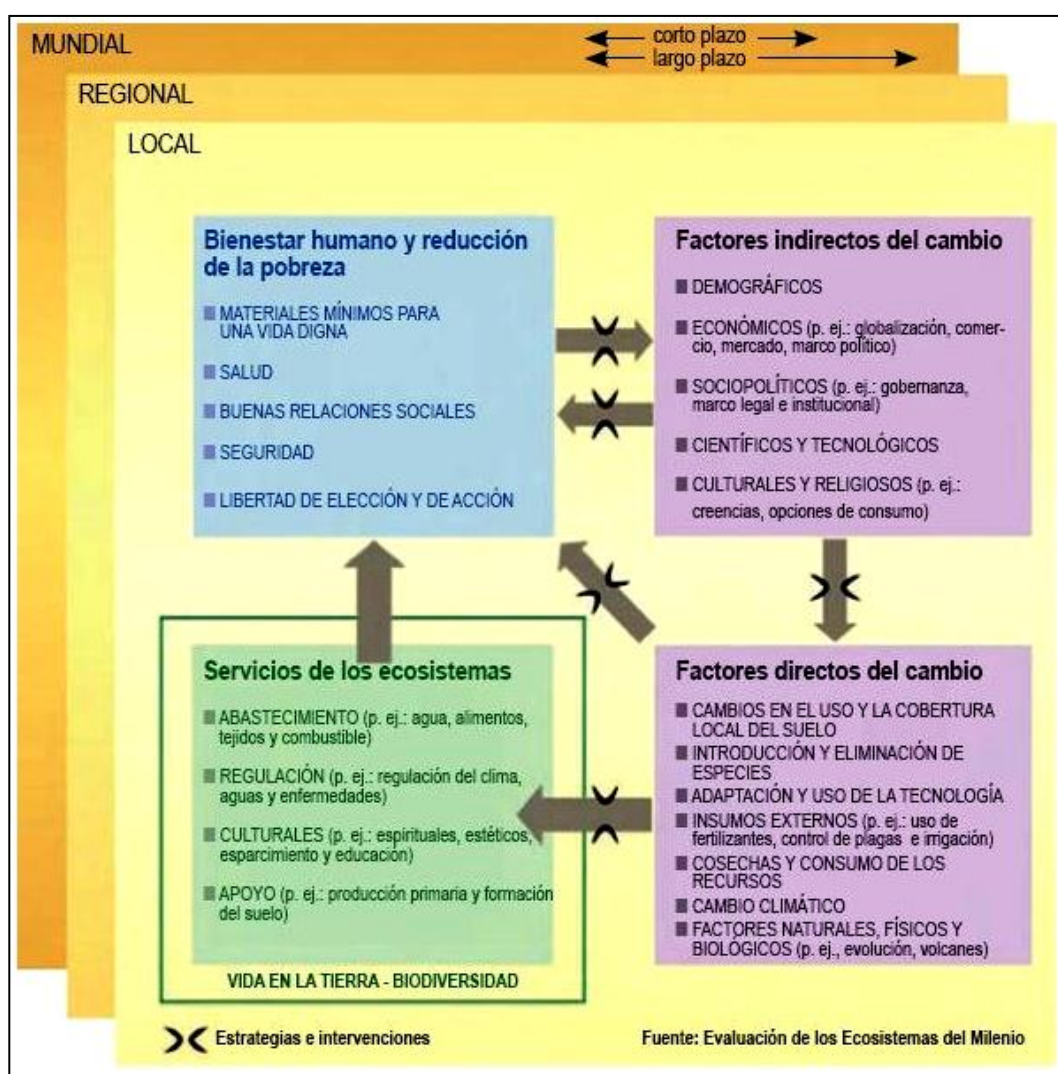 MUNDIAL
corto plazo
largo plazo
REGIONAL
LOCAL
Bienestar humano y reducción
de la pobreza
MATERIALES MÍNIMOS PARA
UNA VIDA DIGNA
SALUD
BUENAS RELACIONES SOCIALES
SEGURIDAD
LIBERTAD DE ELECCIÓN Y DE ACCIÓN
Factores indirectos del cambio
DEMOGRÁFICOS
ECONÓMICOS (p. ej.: globalización, comer-
cio, mercado, marco político)
SOCIOPOLÍTICOS (p. ej.: gobernanza,
marco legal e institucional)
CIENTÍFICOS Y TECNOLÓGICOS
CULTURALES Y RELIGIOSOS (p. ej.:
creencias, opciones de consumo)
Servicios de los ecosistemas
ABASTECIMIENTO (p. ej.: agua, alimentos,
tejidos y combustible)
REGULACIÓN (p. ej.: regulación del clima,
aguas y enfermedades)
CULTURALES (p. ej.: espirituales, estéticos,
esparcimiento y educación)
APOYO (p. ej.: producción primaria y formación
del suelo)
VIDA EN LA TIERRA - BIODIVERSIDAD
Factores directos del cambio
CAMBIOS EN EL USO Y LA COBERTURA
LOCAL DEL SUELO
INTRODUCCIÓN Y ELIMINACIÓN DE
ESPECIES
ADAPTACIÓN Y USO DE LA TECNOLOGÍA
INSUMOS EXTERNOS (p. ej.: uso de
fertilizantes, control de plagas e irrigación)
COSECHAS Y CONSUMO DE LOS
RECURSOS
CAMBIO CLIMÁTICO
FACTORES NATURALES, FÍSICOS Y
BIOLÓGICOS (p. ej., evolución, volcanes)
Estrategias e intervenciones
Fuente: Evaluación de los Ecosistemas del Milenio